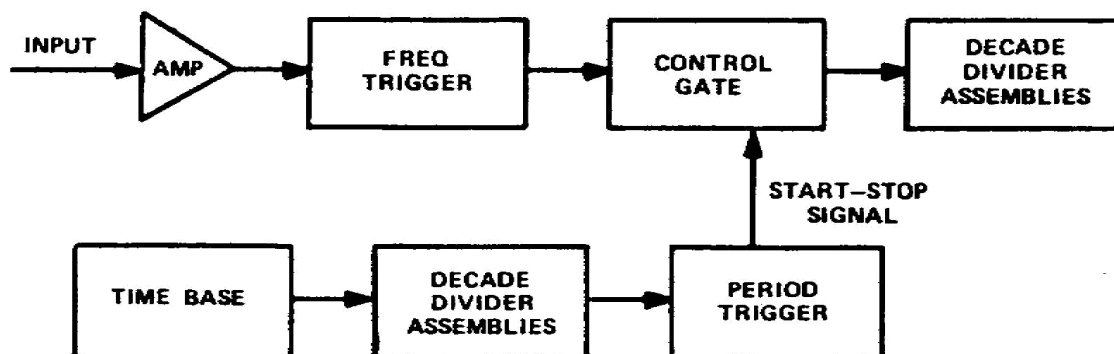 INPUT
AMP
FREQ
TRIGGER
CONTROL
GATE
DECADE
DIVIDER
ASSEMBLIES
START–STOP
SIGNAL
TIME BASE
DECADE
DIVIDER
ASSEMBLIES
PERIOD
TRIGGER